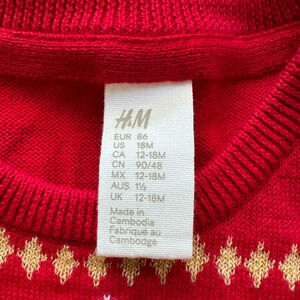 H&M
EUR 86
US 18M
CA 12-18M
CN 90/48
MX 12-18M
AUS 1½
UK 12-18M
Made in
Cambodia
Fabriqué au
Cambodge